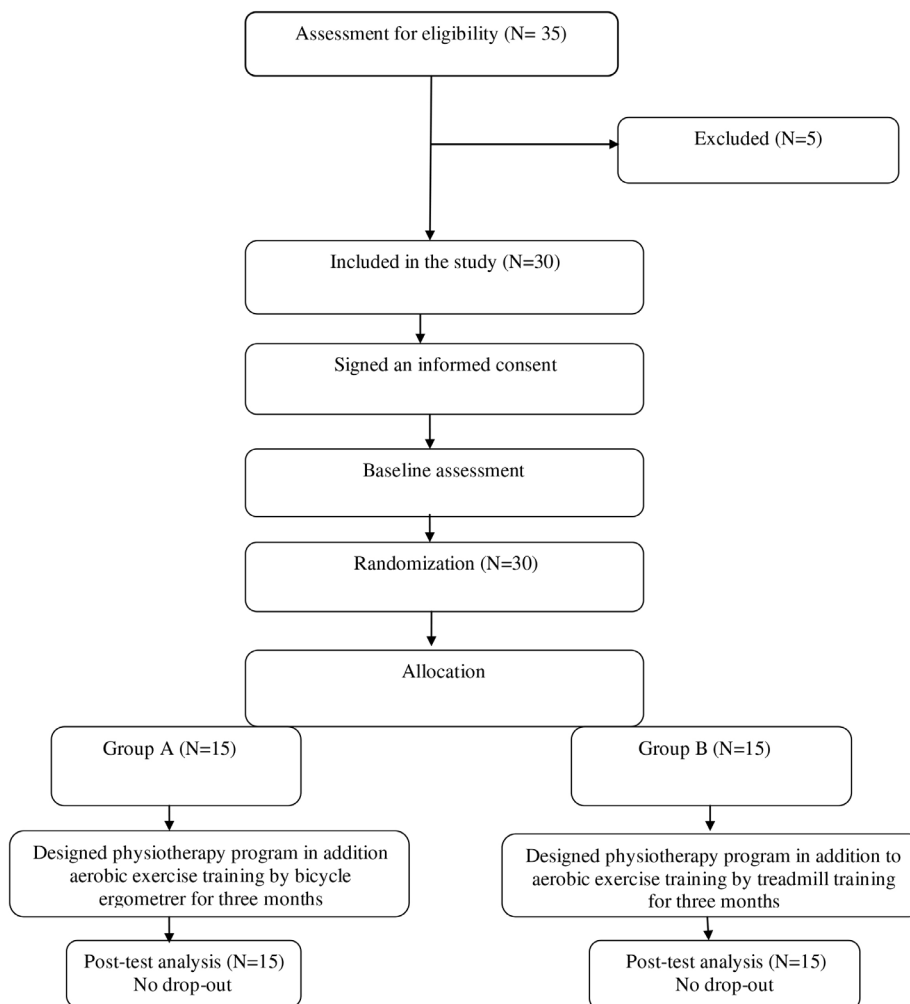 Assessment for eligibility (N= 35)
Excluded (N=5)
Included in the study (N=30)
Signed an informed consent
Baseline assessment
Randomization (N=30)
Allocation
Group A (N=15)
Group B (N=15)
Designed physiotherapy program in addition
aerobic exercise training by bicycle
ergometrer for three months
Designed physiotherapy program in addition to
aerobic exercise training by treadmill training
for three months
Post-test analysis (N=15)
No drop-out
Post-test analysis (N=15)
No drop-out